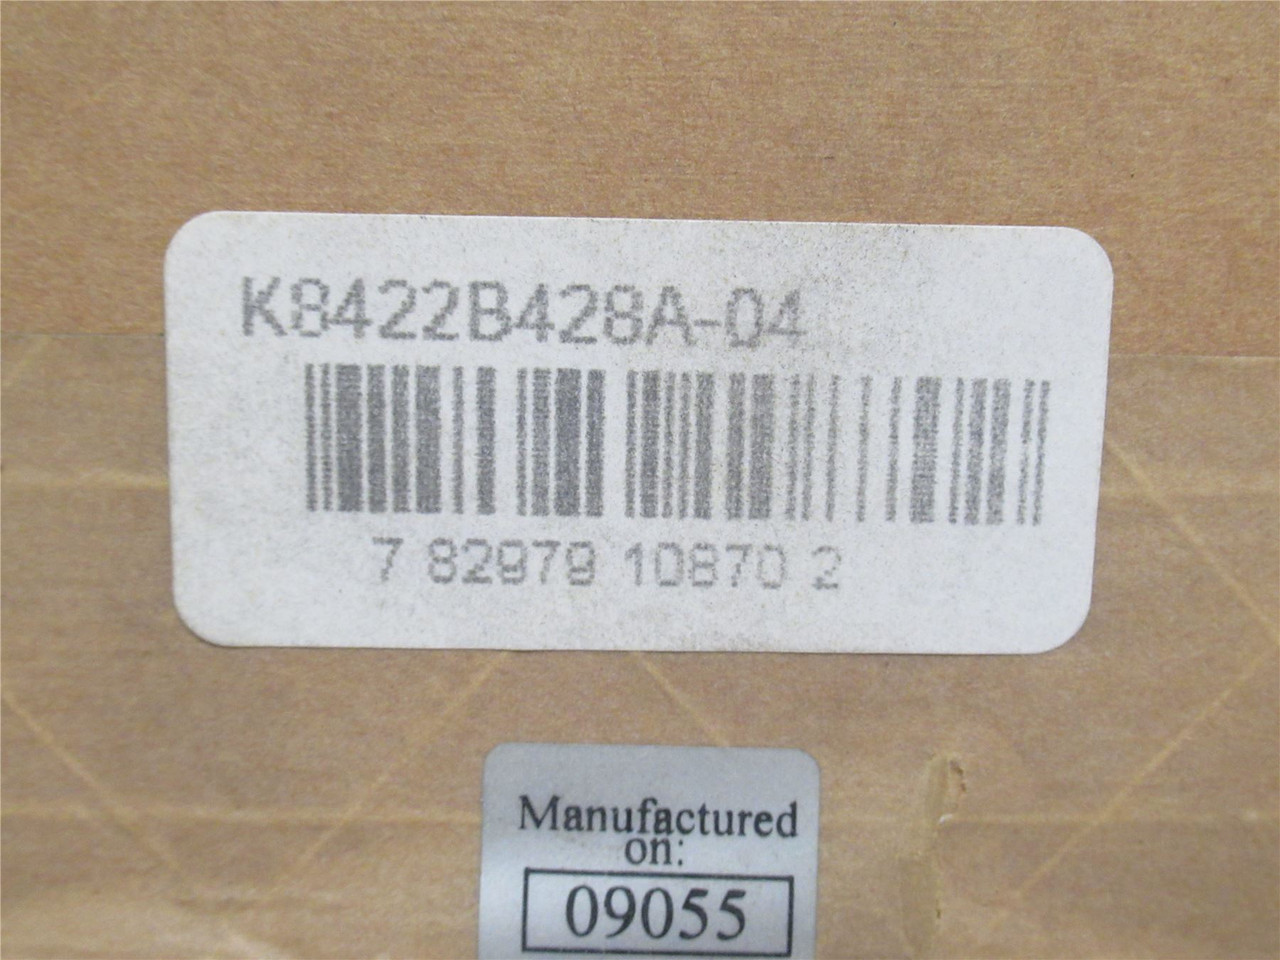 K8422B428A-04
7 82979 10870 2
Manufactured
on:
09055